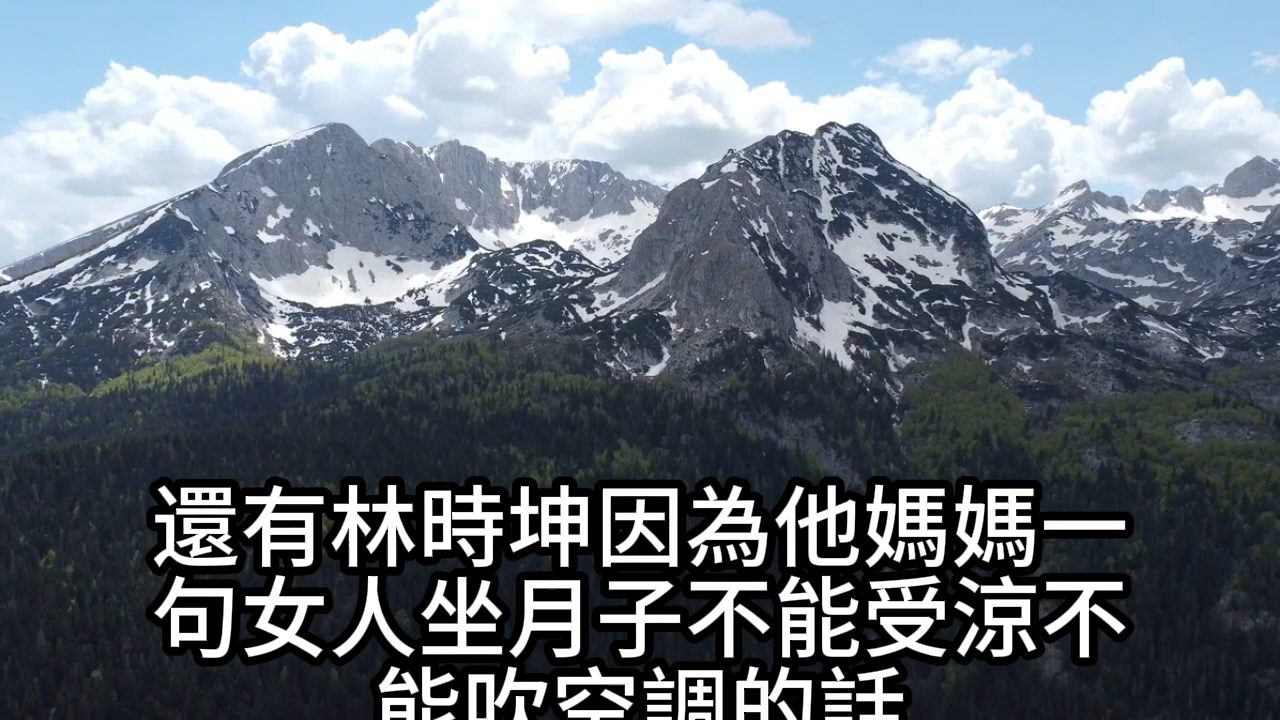 還有林時坤因為他媽媽一
句女人坐月子不能受涼不
能吹空調的話